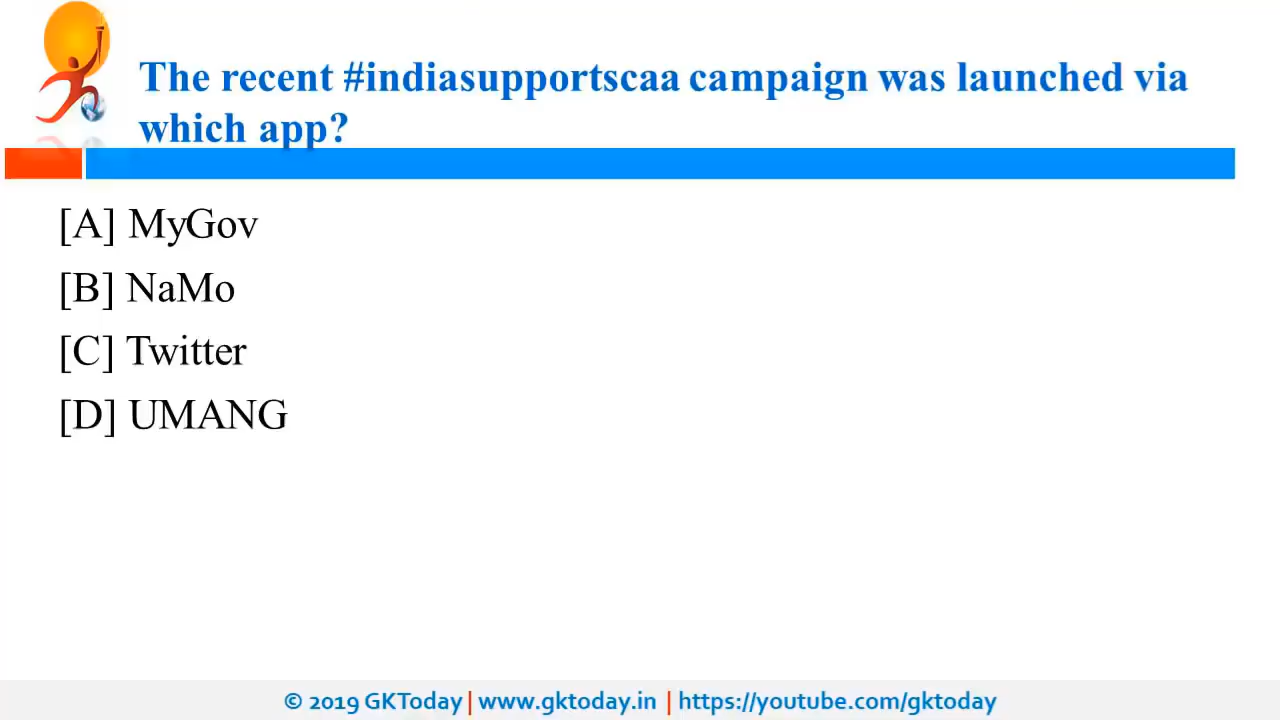 The recent #indiasupportscaa campaign was launched via
which app?
[A] MyGov
[B] NaMo
[C] Twitter
[D] UMANG
© 2019 GKToday | www.gktoday.in | https://youtube.com/gktoday